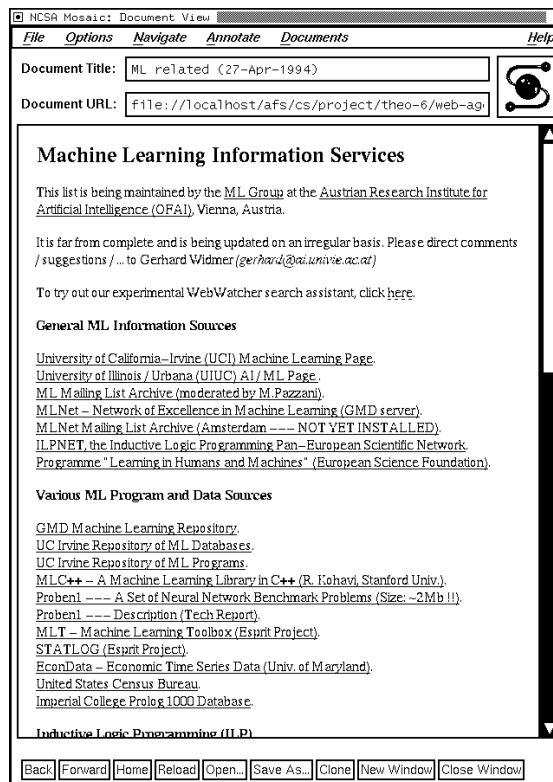 NCSA Mosaic: Document View
File Options Navigate Annotate Documents Help
Document Title: ML related (27-Apr-1994)
Document URL: file://localhost/afs/cs/project/theo-6/web-ag
Machine Learning Information Services
This list is being maintained by the ML Group at the Austrian Research Institute for
Artificial Intelligence (OFAI), Vienna, Austria.
It is far from complete and is being updated on an irregular basis. Please direct comments
/ suggestions / ... to Gerhard Widmer (gerhard@ai.univie.ac.at)
To try out our experimental WebWatcher search assistant, click here.
General ML Information Sources
University of California-Irvine (UCI) Machine Learning Page.
University of Illinois / Urbana (UIUC) AI / ML Page .
ML Mailing List Archive (moderated by M.Pazzani).
MLNet - Network of Excellence in Machine Learning (GMD server).
MLNet Mailing List Archive (Amsterdam --- NOT YET INSTALLED).
ILPNET, the Inductive Logic Programming Pan-European Scientific Network.
Programme "Learning in Humans and Machines" (European Science Foundation).
Various ML Program and Data Sources
GMD Machine Learning Repository.
UC Irvine Repository of ML Databases.
UC Irvine Repository of ML Programs.
MLC++ - A Machine Learning Library in C++ (R. Kohavi, Stanford Univ.).
Proben1 --- A Set of Neural Network Benchmark Problems (Size: ~2Mb !!).
Proben1 --- Description (Tech Report).
MLT - Machine Learning Toolbox (Esprit Project).
STATLOG (Esprit Project).
EconData - Economic Time Series Data (Univ. of Maryland).
United States Census Bureau.
Imperial College Prolog 1000 Database.
Inductive Logic Programming (ILP)
Back Forward Home Reload Open... Save As... Clone New Window Close Window